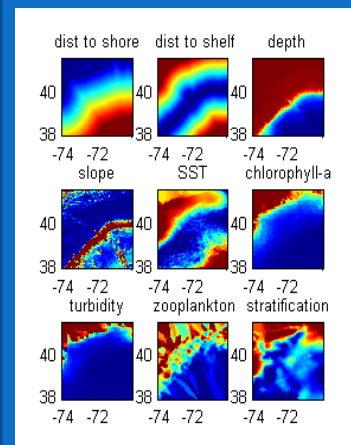 dist to shore dist to shelf depth
40 40 40
38 38 38
-74 -72 -74 -72 -74 -72
slope SST chlorophyll-a
40 40 40
38 38 38
-74 -72 -74 -72 -74 -72
turbidity zooplankton stratification
40 40 40
38 38 38
-74 -72 -74 -72 -74 -72